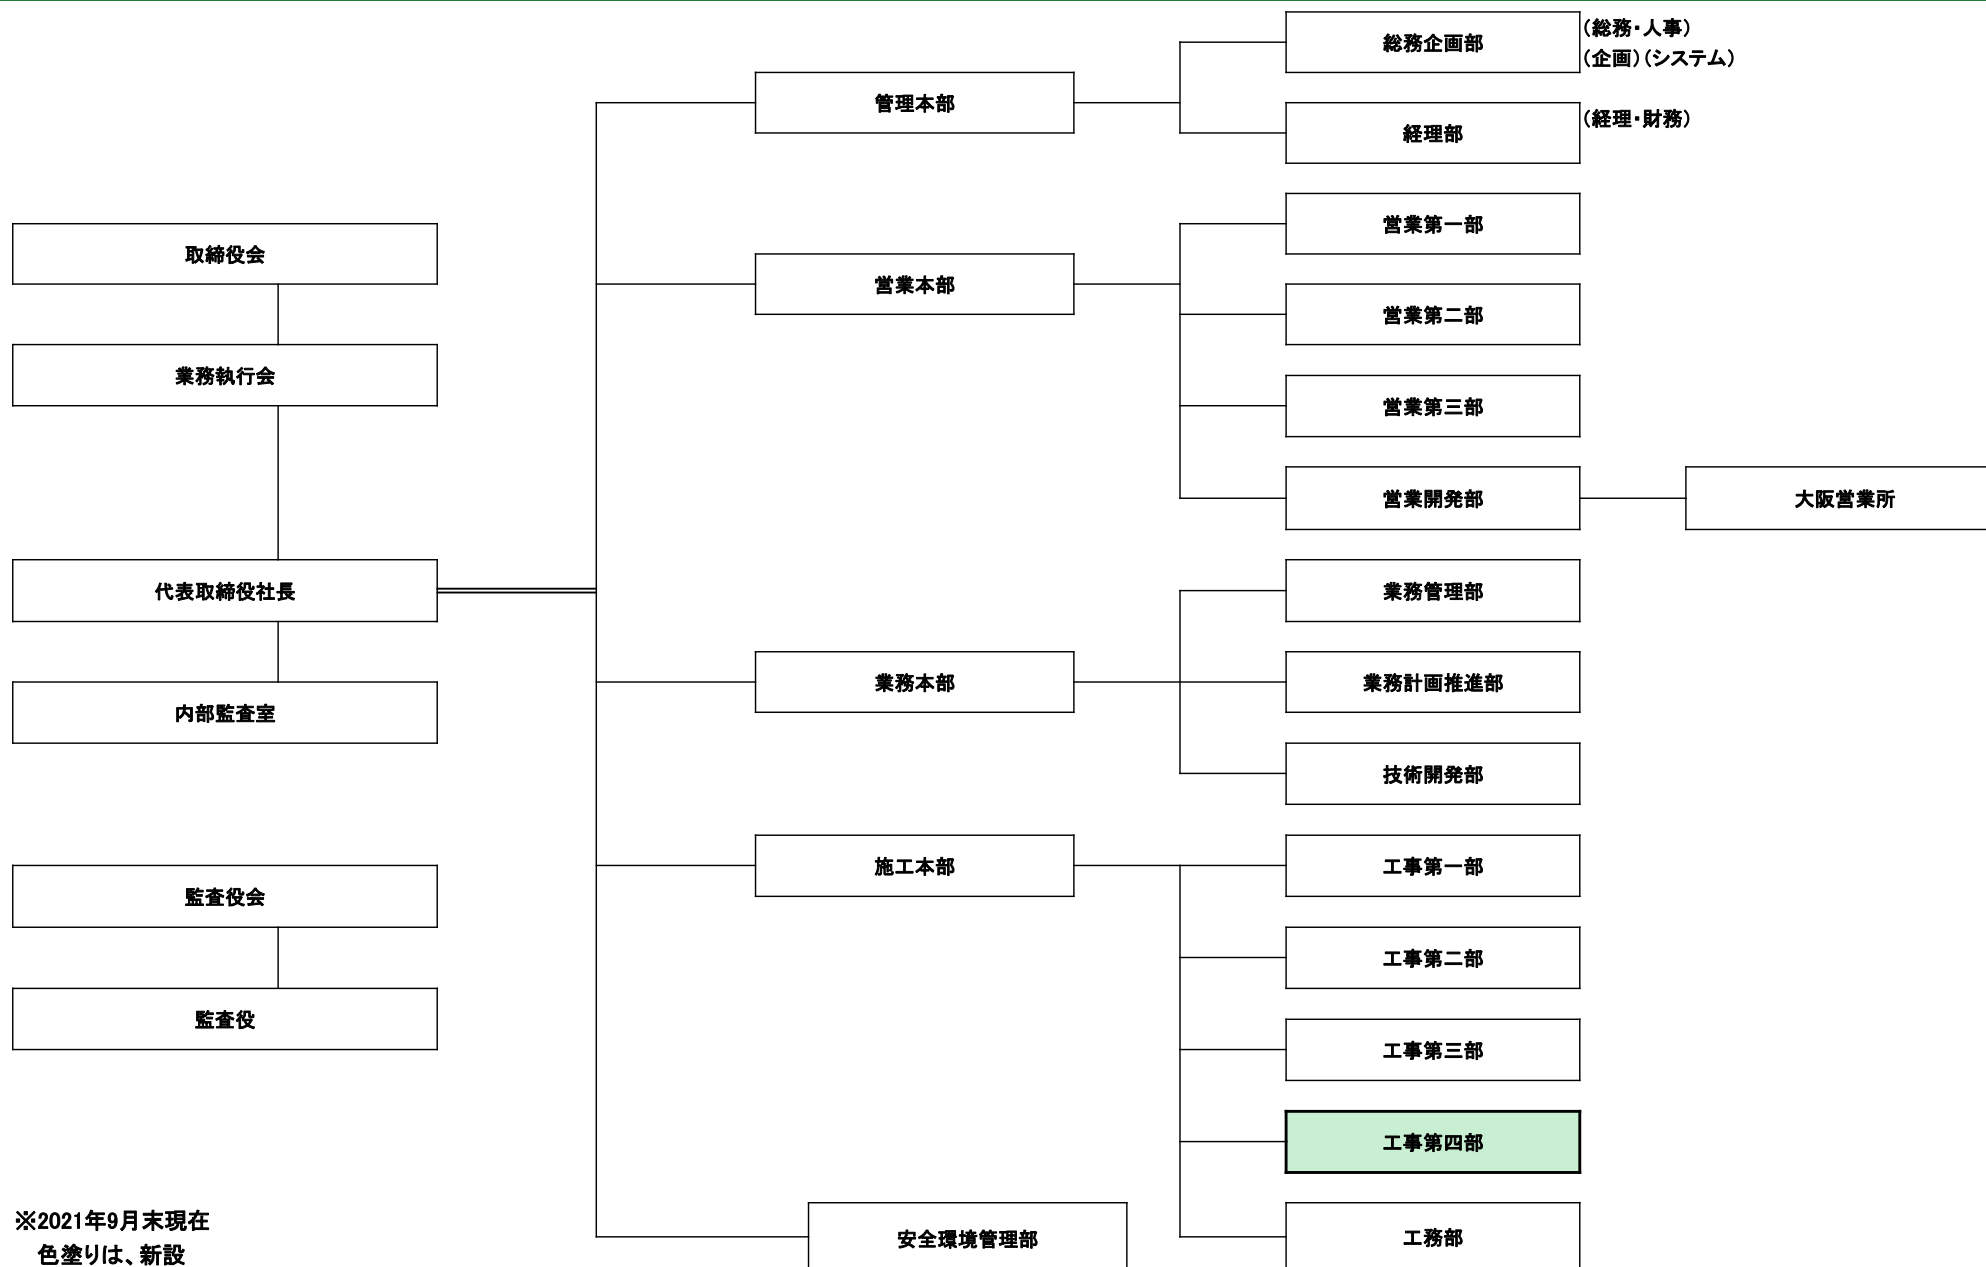 取締役会
業務執行会
代表取締役社長
内部監査室
監査役会
監査役
※2021年9月末現在
色塗りは、新設
管理本部
営業本部
業務本部
施工本部
安全環境管理部
総務企画部
(総務・人事)
(企画)(システム)
経理部
(経理・財務)
営業第一部
営業第二部
営業第三部
営業開発部
大阪営業所
業務管理部
業務計画推進部
技術開発部
工事第一部
工事第二部
工事第三部
工事第四部
工務部